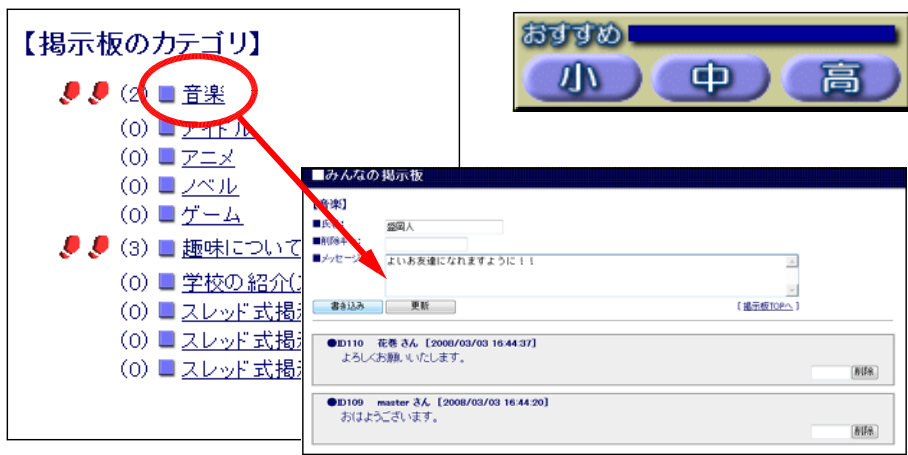 【掲示板のカテゴリ】
(2) 音楽
(0) アイドル
(0) アニメ
(0) ノベル
(0) ゲーム
(3) 趣味について
(0) 学校の紹介(
(0) スレッド式掲
(0) スレッド式掲
(0) スレッド式掲
おすすめ
小 中 高
■みんなの掲示板
【音楽】
■氏名:
盛岡人
■削除キー:
■メッセージ:
よいお友達になれますように!!
書き込み 更新 [ 掲示板TOPへ ]
●ID110 花巻 さん [2008/03/03 16:44:37]
よろしくお願いいたします。
削除
●ID109 master さん [2008/03/03 16:44:20]
おはようございます。
削除